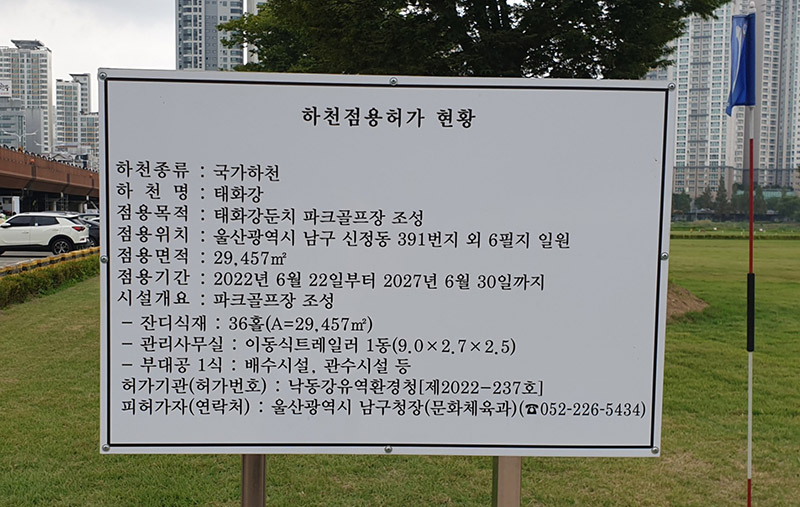 하천점용허가 현황
하천종류 : 국가하천
하 천 명 : 태화강
점용목적 : 태화강둔치 파크골프장 조성
점용위치 : 울산광역시 남구 신정동 391번지 외 6필지 일원
점용면적 : 29,457㎡
점용기간 : 2022년 6월 22일부터 2027년 6월 30일까지
시설개요 : 파크골프장 조성
- 잔디식재 : 36홀(A=29,457㎡)
- 관리사무실 : 이동식트레일러 1동(9.0×2.7×2.5)
- 부대공 1식 : 배수시설, 관수시설 등
허가기관(허가번호) : 낙동강유역환경청[제2022-237호]
피허가자(연락처) : 울산광역시 남구청장(문화체육과)(☎052-226-5434)